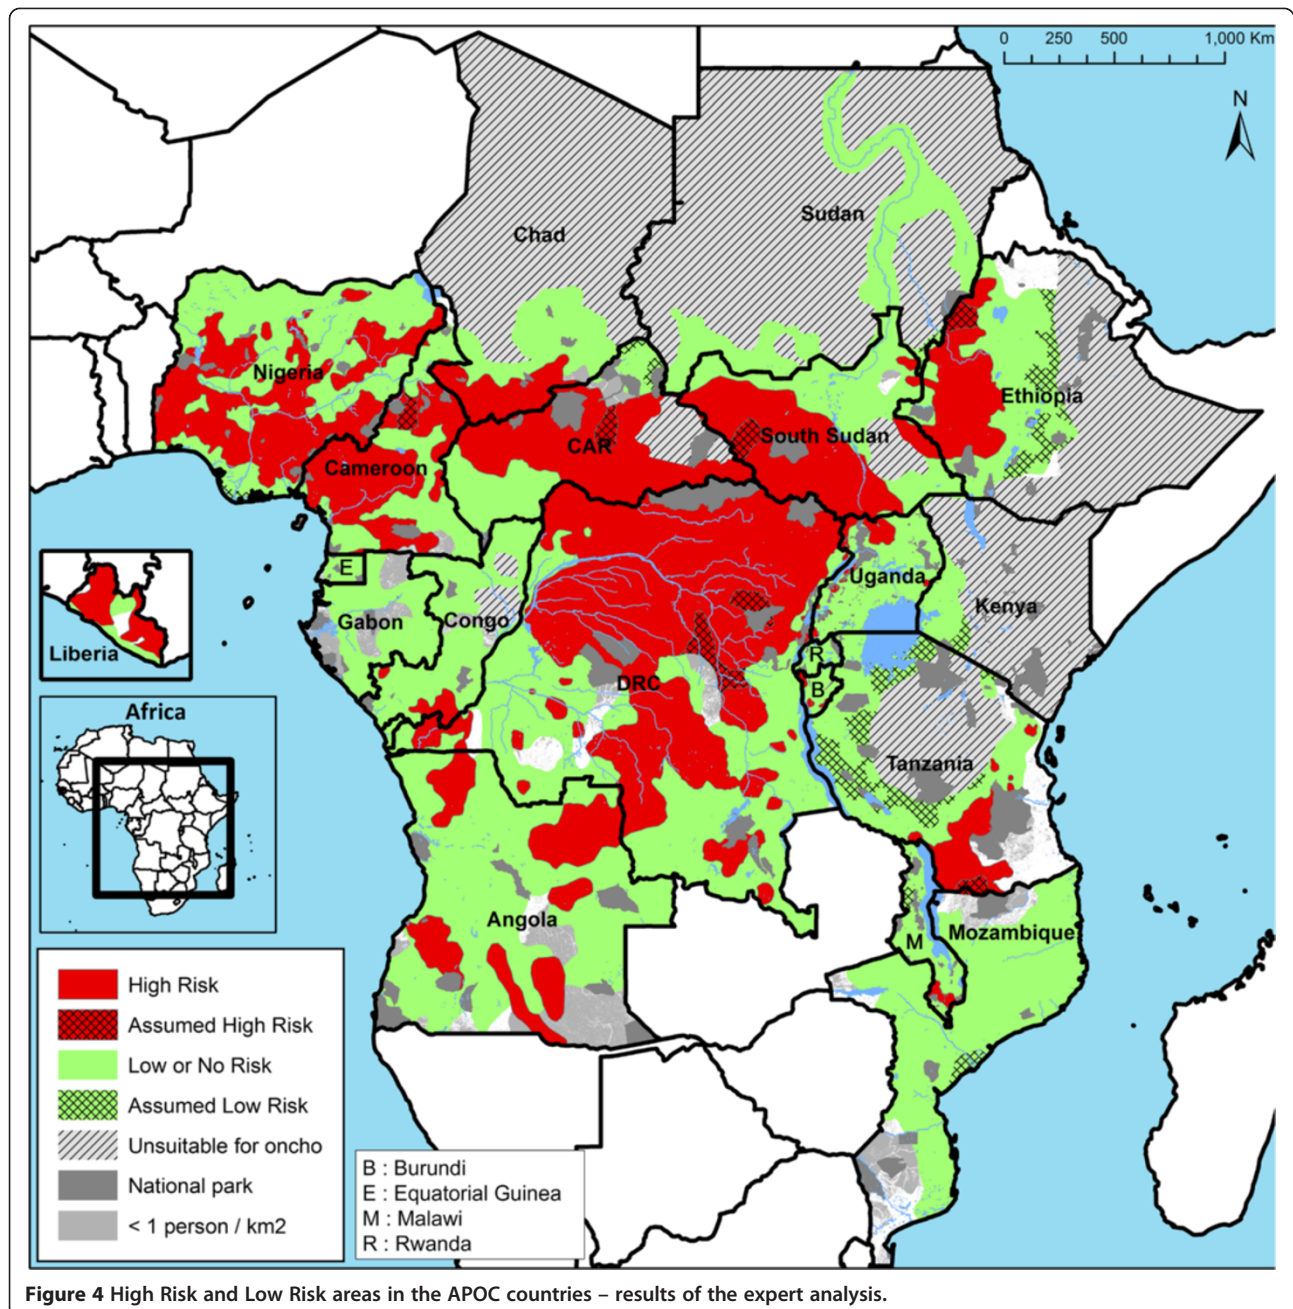 0 250 500 1,000 Km
N
Chad
Sudan
Nigeria
Ethiopia
CAR
South Sudan
Cameroon
E
Uganda
Gabon
Congo
Kenya
Liberia
R
DRC
B
Africa
Tanzania
Angola
M
Mozambique
High Risk
Assumed High Risk
Low or No Risk
Assumed Low Risk
Unsuitable for oncho
National park
< 1 person / km2
B : Burundi
E : Equatorial Guinea
M : Malawi
R : Rwanda
Figure 4 High Risk and Low Risk areas in the APOC countries – results of the expert analysis.